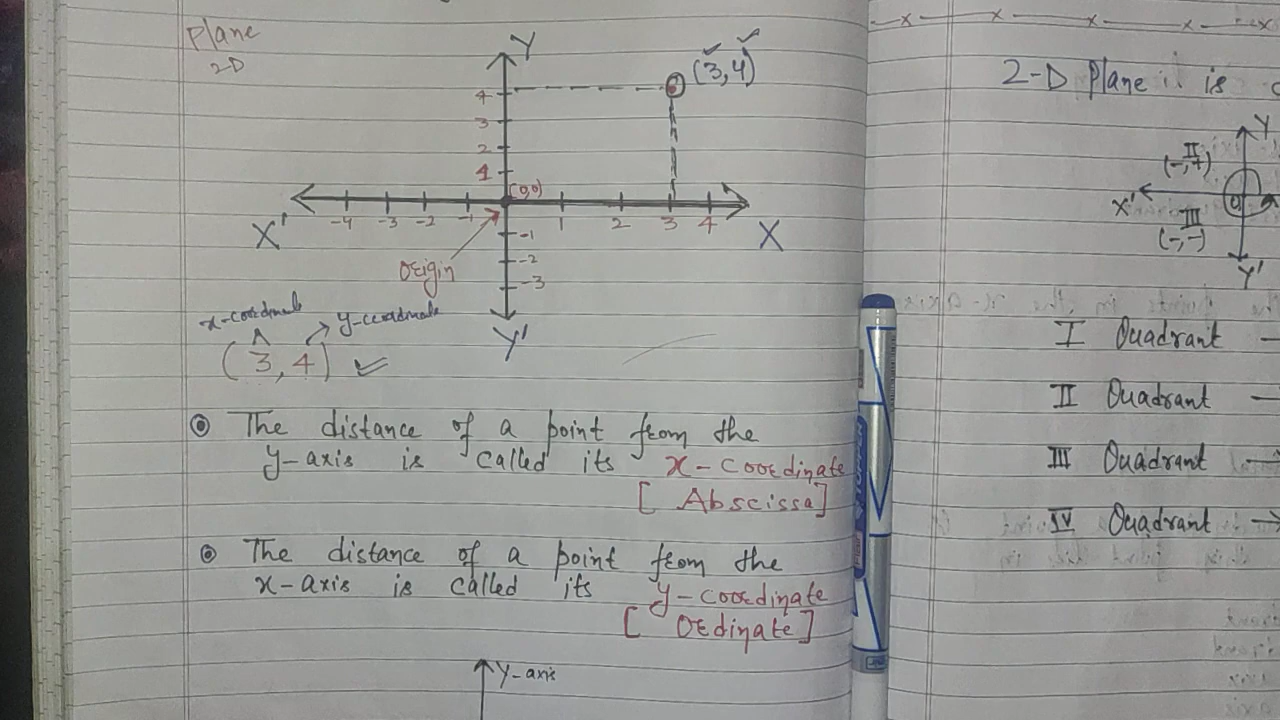 Plane
2-D
Y
(3,4)
4
3
2
1
(0,0)
-4 -3 -2 -1 1 2 3 4
X' X
-1
-2
-3
Origin
Y'
x-coordinate y-coordinate
(3, 4)
The distance of a point from the
y-axis is called its x-coordinate
[Abscissa]
The distance of a point from the
x-axis is called its y-coordinate
[Ordinate]
y-axis
2-D Plane is
Y
II
(-,+)
X' O
III
(-,-)
Y'
I Quadrant
II Quadrant
III Quadrant
IV Quadrant